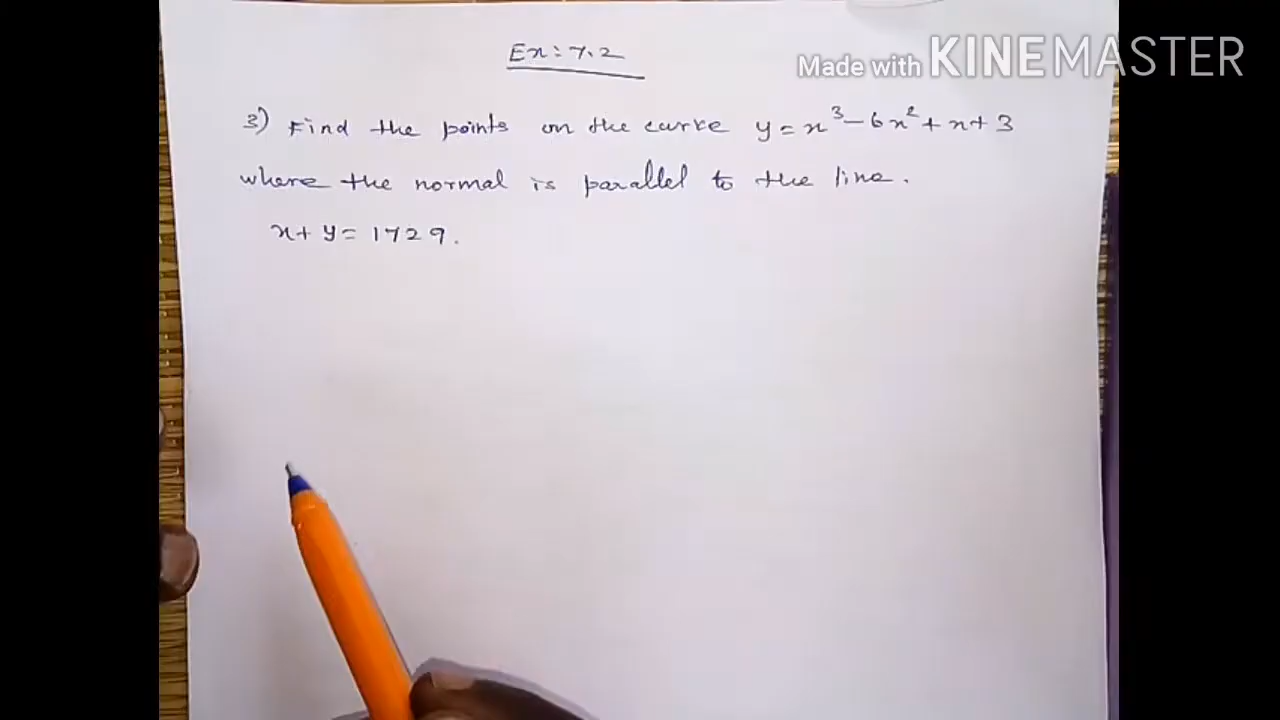 Made with KINEMASTER
Ex: 7.2
3) Find the points on the curve y = x³ - 6x² + x + 3
where the normal is parallel to the line.
x + y = 1729.